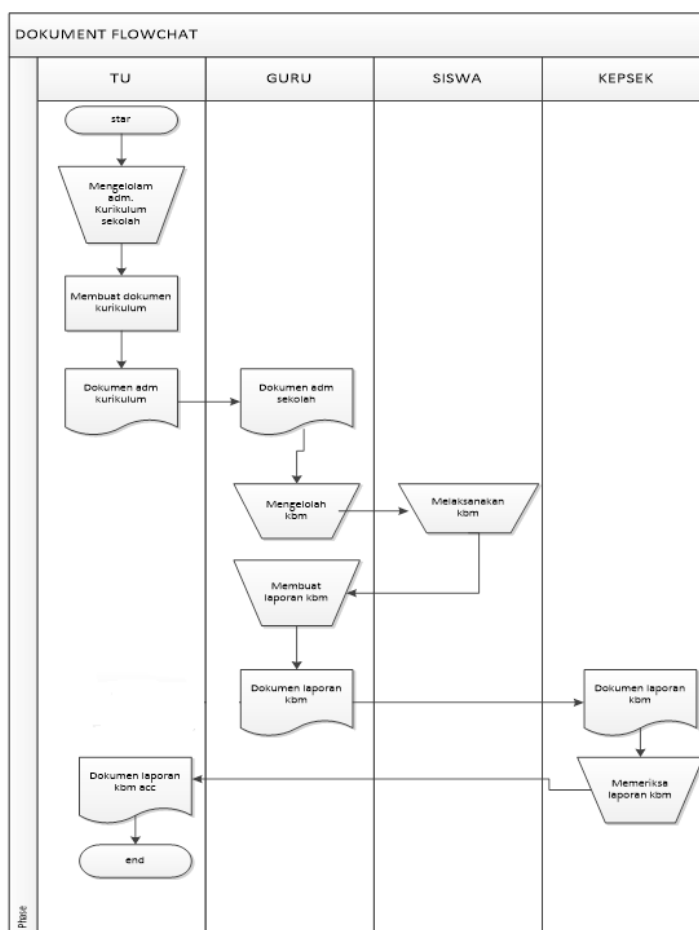 DOKUMENT FLOWCHAT
TU
GURU
SISWA
KEPSEK
star
Mengelolam
adm.
Kurikulum
sekolah
Membuat dokumen
kurikulum
Dokumen adm
kurikulum
Dokumen adm
sekolah
Mengelolah
kbm
Melaksanakan
kbm
Membuat
laporan kbm
Dokumen laporan
kbm
Dokumen laporan
kbm
Memeriksa
laporan kbm
Dokumen laporan
kbm acc
end
Phase